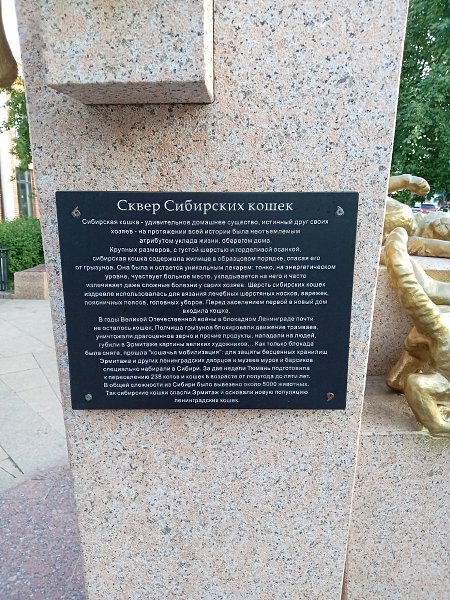 Сквер Сибирских кошек
Сибирская кошка - удивительное домашнее существо, истинный друг своих
хозяев - на протяжении всей истории была неотъемлемым
атрибутом уклада жизни, оберегом дома.
Крупных размеров, с густой шерстью и горделивой осанкой,
сибирская кошка содержала жилище в образцовом порядке, спасая его
от грызунов. Она была и остается уникальным лекарем: тонко, на энергетическом
уровне, чувствует больное место, укладывается на него и часто
излечивает даже сложные болезни у своих хозяев. Шерсть сибирских кошек
издревле использовалась для вязания лечебных шерстяных носков, варежек,
поясничных поясов, головных уборов. Перед заселением первой в новый дом
входила кошка.
В годы Великой Отечественной войны в блокадном Ленинграде почти
не осталось кошек. Полчища грызунов блокировали движение трамваев,
уничтожали драгоценное зерно и прочие продукты, нападали на людей,
губили в Эрмитаже картины великих художников.. Как только блокада
была снята, прошла "кошачья мобилизация": для защиты бесценных хранилищ
Эрмитажа и других ленинградских дворцов и музеев мурок и барсиков
специально набирали в Сибири. За две недели Тюмень подготовила
к переселению 238 котов и кошек в возрасте от полугода до пяти лет.
В общей сложности из Сибири было вывезено около 5000 животных.
Так сибирские кошки спасли Эрмитаж и основали новую популяцию
ленинградских кошек.